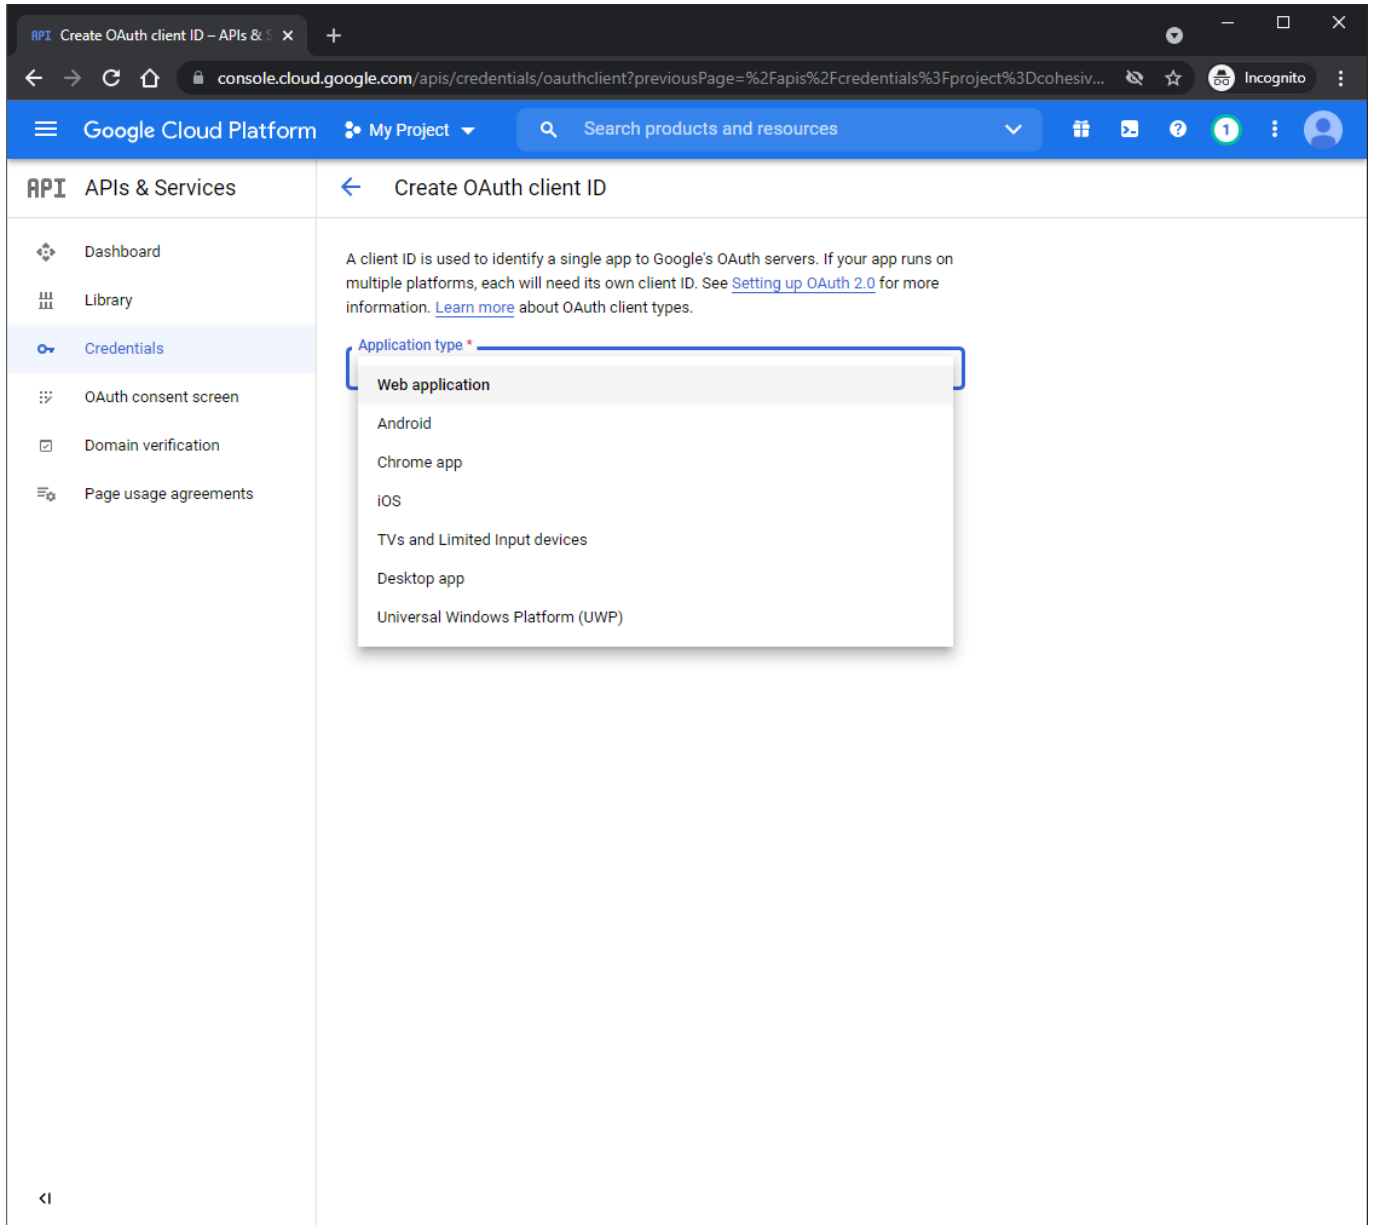 API Create OAuth client ID – APIs & S
console.cloud.google.com/apis/credentials/oauthclient?previousPage=%2Fapis%2Fcredentials%3Fproject%3Dcohesiv...
Incognito
Google Cloud Platform
My Project
Search products and resources
1
API APIs & Services
Create OAuth client ID
Dashboard
Library
Credentials
OAuth consent screen
Domain verification
Page usage agreements
A client ID is used to identify a single app to Google's OAuth servers. If your app runs on
multiple platforms, each will need its own client ID. See Setting up OAuth 2.0 for more
information. Learn more about OAuth client types.
Application type *
Web application
Android
Chrome app
iOS
TVs and Limited Input devices
Desktop app
Universal Windows Platform (UWP)